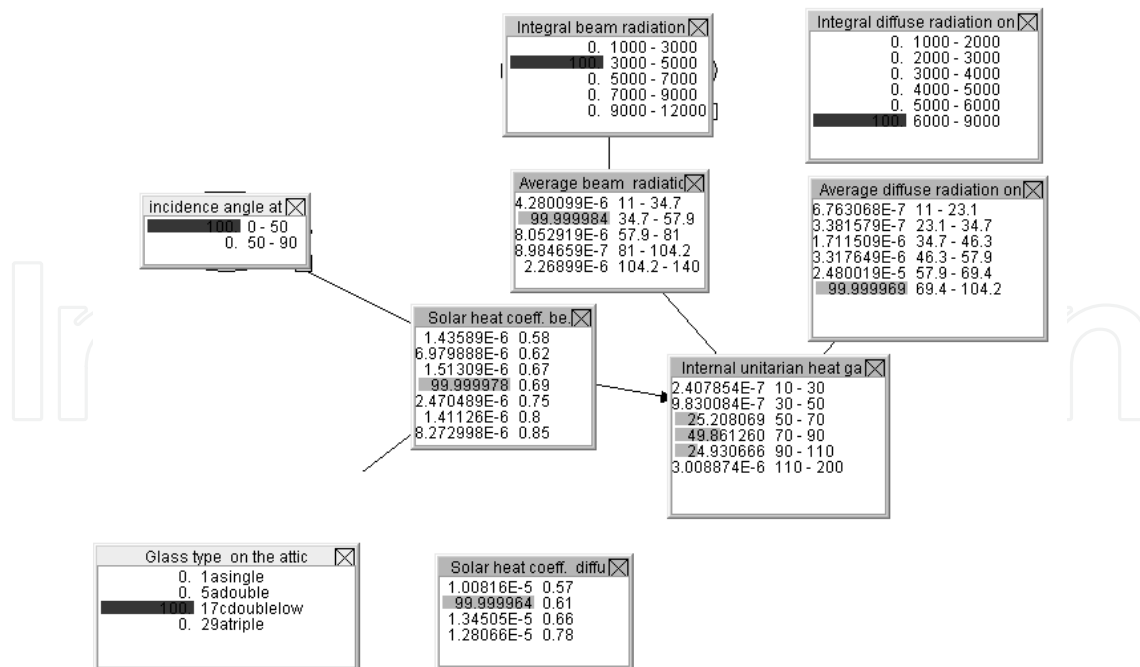 Integral beam radiation
0. 1000 - 3000
100. 3000 - 5000
0. 5000 - 7000
0. 7000 - 9000
0. 9000 - 12000
Integral diffuse radiation on
0. 1000 - 2000
0. 2000 - 3000
0. 3000 - 4000
0. 4000 - 5000
0. 5000 - 6000
100. 6000 - 9000
incidence angle at
100. 0 - 50
0. 50 - 90
Average beam radiatic
4.280099E-6 11 - 34.7
99.999984 34.7 - 57.9
8.052919E-6 57.9 - 81
8.984659E-7 81 - 104.2
2.26899E-6 104.2 - 140
Average diffuse radiation on
6.763068E-7 11 - 23.1
3.381579E-7 23.1 - 34.7
1.711509E-6 34.7 - 46.3
3.317649E-6 46.3 - 57.9
2.480019E-5 57.9 - 69.4
99.999969 69.4 - 104.2
Solar heat coeff. be.
1.43589E-6 0.58
6.979888E-6 0.62
1.51309E-6 0.67
99.999978 0.69
2.470489E-6 0.75
1.41126E-6 0.8
8.272998E-6 0.85
Internal unitarian heat ga
2.407854E-7 10 - 30
9.830084E-7 30 - 50
25.208069 50 - 70
49.861260 70 - 90
24.930666 90 - 110
3.008874E-6 110 - 200
Glass type on the attic
0. 1asingle
0. 5adouble
100. 17cdoublelow
0. 29atriple
Solar heat coeff. diffu
1.00816E-5 0.57
99.999964 0.61
1.34505E-5 0.66
1.28066E-5 0.78